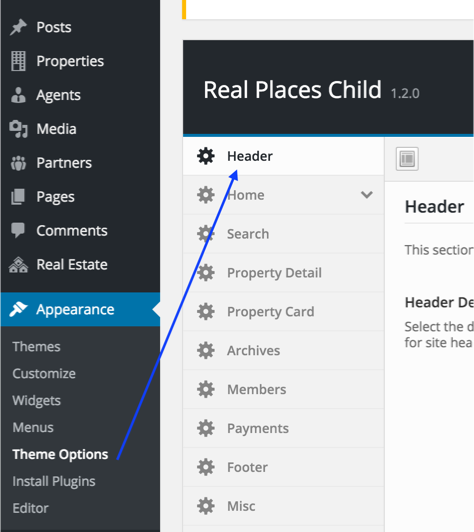 Posts
Properties
Agents
Media
Partners
Pages
Comments
Real Estate
Appearance
Themes
Customize
Widgets
Menus
Theme Options
Install Plugins
Editor
Real Places Child 1.2.0
Header
Home
Search
Property Detail
Property Card
Archives
Members
Payments
Footer
Misc
Header
This section
Header De
Select the d
for site hea